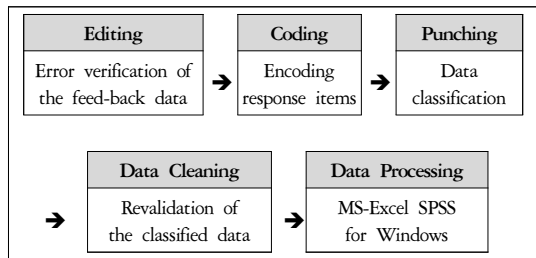 Editing
Error verification of
the feed-back data
➔
Coding
Encoding
response items
➔
Punching
Data
classification
➔
Data Cleaning
Revalidation of
the classified data
➔
Data Processing
MS-Excel SPSS
for Windows